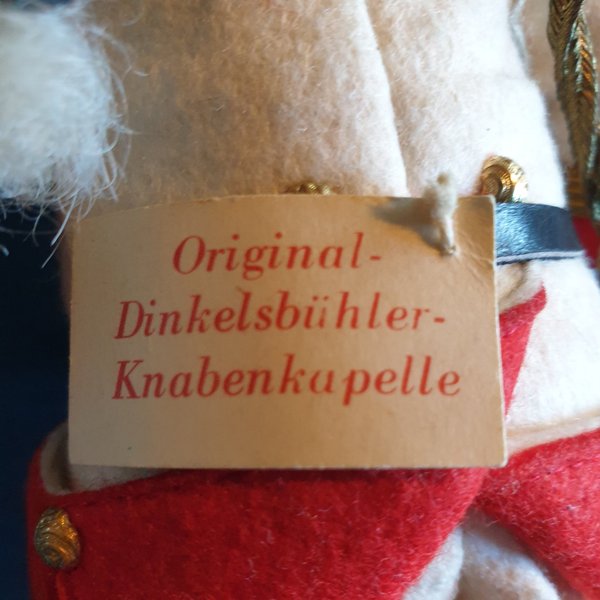 Original-
Dinkelsbühler-
Knabenkapelle